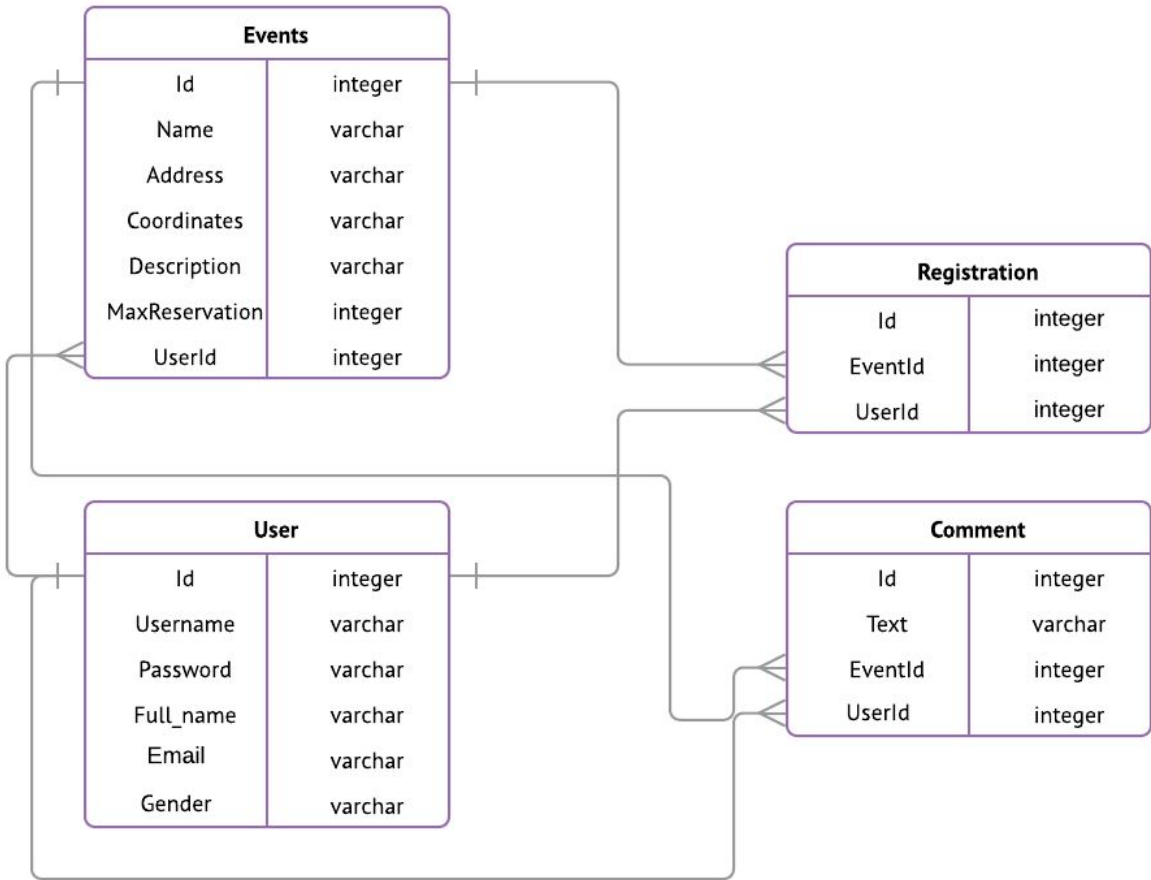 Events
Id integer
Name varchar
Address varchar
Coordinates varchar
Description varchar
MaxReservation integer
UserId integer
Registration
Id integer
EventId integer
UserId integer
User
Id integer
Username varchar
Password varchar
Full_name varchar
Email varchar
Gender varchar
Comment
Id integer
Text varchar
EventId integer
UserId integer